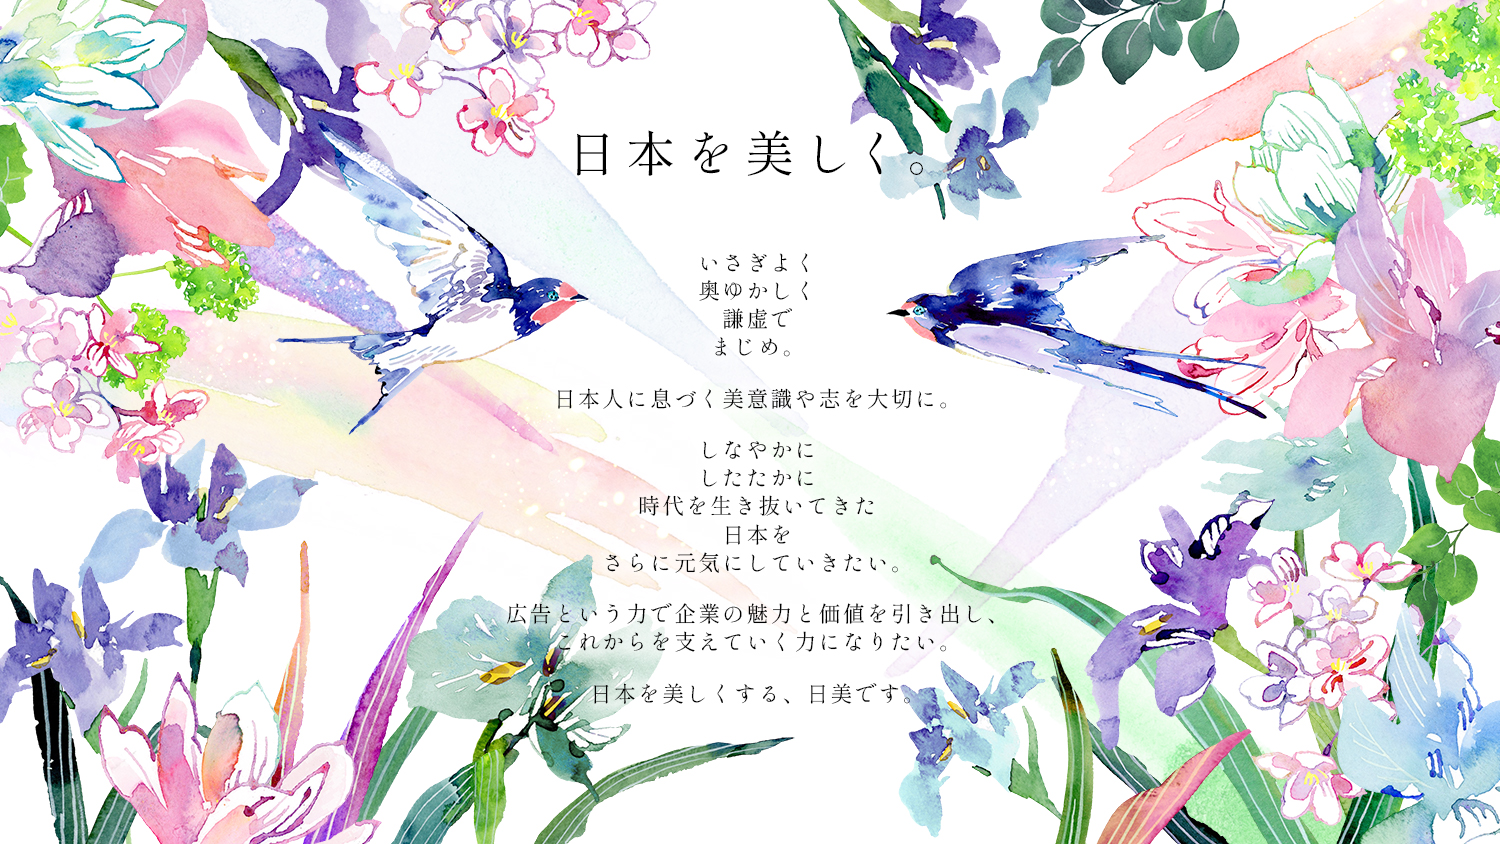 日本を美しく。
いさぎよく
奥ゆかしく
謙虚で
まじめ。
日本人に息づく美意識や志を大切に。
しなやかに
したたかに
時代を生き抜いてきた
日本を
さらに元気にしていきたい。
広告という力で企業の魅力と価値を引き出し、
これからを支えていく力になりたい。
日本を美しくする、日美です。